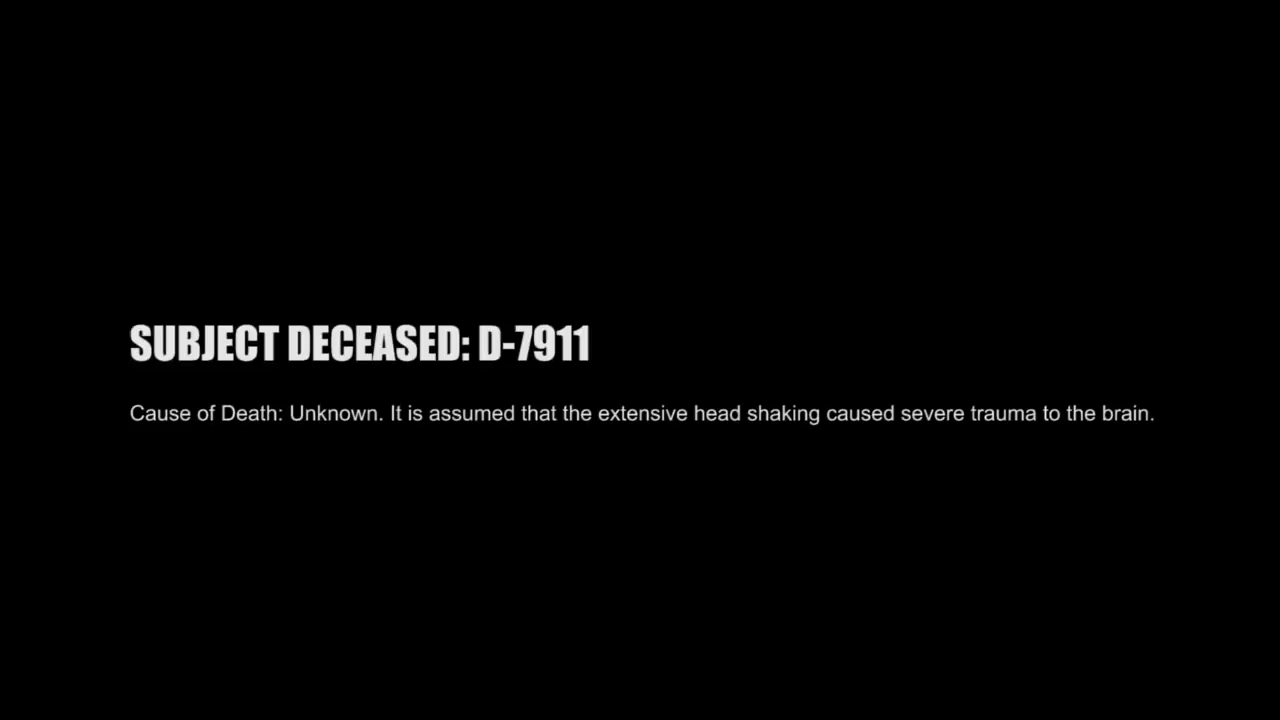 SUBJECT DECEASED: D-7911
Cause of Death: Unknown. It is assumed that the extensive head shaking caused severe trauma to the brain.